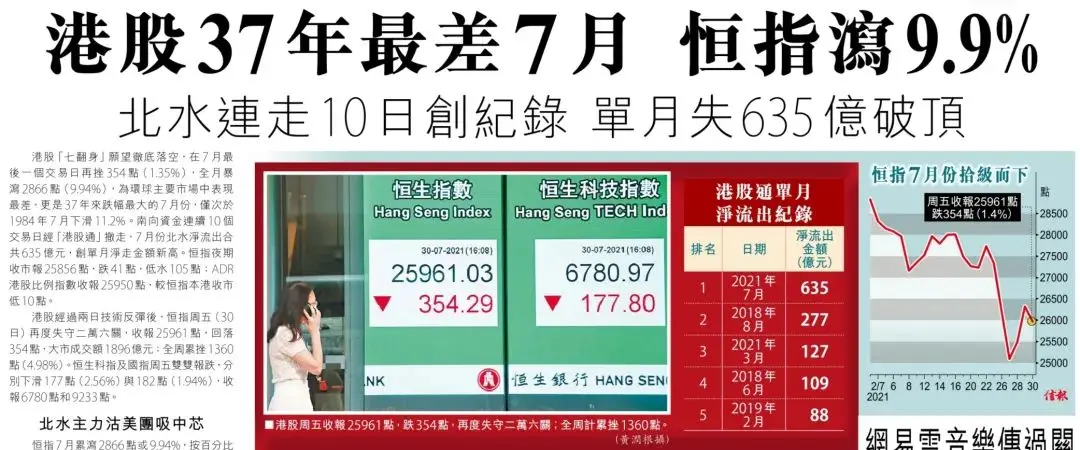 港股37年最差7月 恒指瀉9.9%
北水連走10日創紀錄 單月失635億破頂
港股「七翻身」願望徹底落空，在7月最
後一個交易日再挫354點（1.35%），全月暴
瀉2866點（9.94%），為環球主要市場中表現
最差，更是37年來跌幅最大的7月份，僅次於
1984年7月下滑11.2%。南向資金連續10個
交易日經「港股通」撤走，7月份北水淨流出合
共635億元，創單月淨走金額新高。恒指夜期
收市報25856點，跌41點，低水105點；ADR
港股比例指數收報25950點，較恒指本港收市
低10點。
港股經過兩日技術反彈後，恒指周五（30
日）再度失守二萬六關，收報25961點，回落
354點，大市成交額1896億元；全周累挫1360
點（4.98%）。恒生科指及國指周五雙雙報跌，分
別下滑177點（2.56%）與182點（1.94%），收
報6780點和9233點。
北水主力沽美團吸中芯
恒指7月累瀉2866點或9.94%，按百分比
恒生指數
Hang Seng Index
30-07-2021(16:08)
25961.03
▼ 354.29
恒生科技指數
Hang Seng TECH Ind
30-07-2021(16:08)
6780.97
▼ 177.80
ANK
恒生銀行 HANG SEN
■港股周五收報25961點，跌354點，再度失守二萬六關；全周計累挫1360點。
（黃潤根攝）
港股通單月
淨流出紀錄
排名 日期 淨流出金額（億元）
1 2021年7月 635
2 2018年8月 277
3 2021年3月 127
4 2018年6月 109
5 2019年2月 88
恒指7月份拾級而下
點
周五收報25961點
跌354點（1.4%）
28500
28000
27500
27000
26500
26000
25500
25000
2/7 6 8 12 14 16 20 22 26 28 30
2021
信報
網易雲音樂傳過關